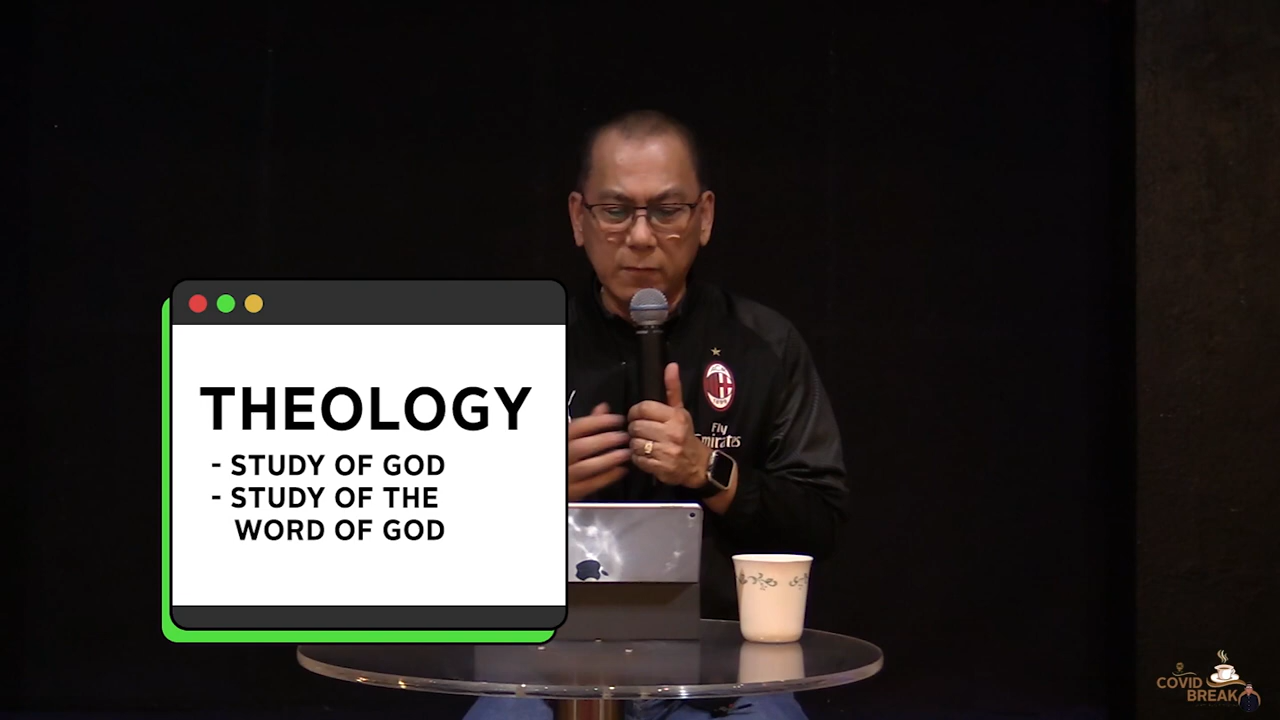 THEOLOGY
- STUDY OF GOD
- STUDY OF THE
WORD OF GOD
Fly
Emirates
COVID
BREAK